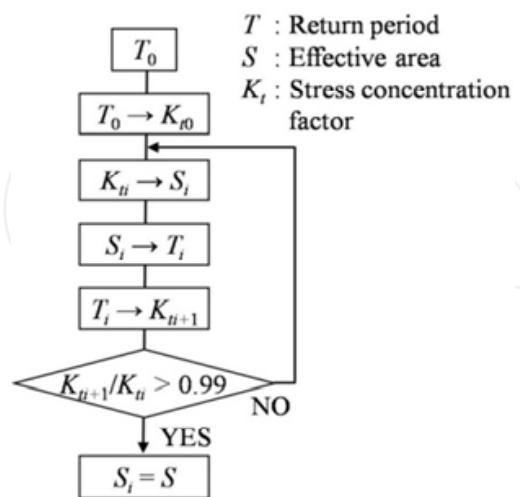 T : Return period
S : Effective area
Kt : Stress concentration
factor
T0
T0 → Kt0
Kti → Si
Si → Ti
Ti → Kti+1
Kti+1/Kti > 0.99
NO
YES
Si = S